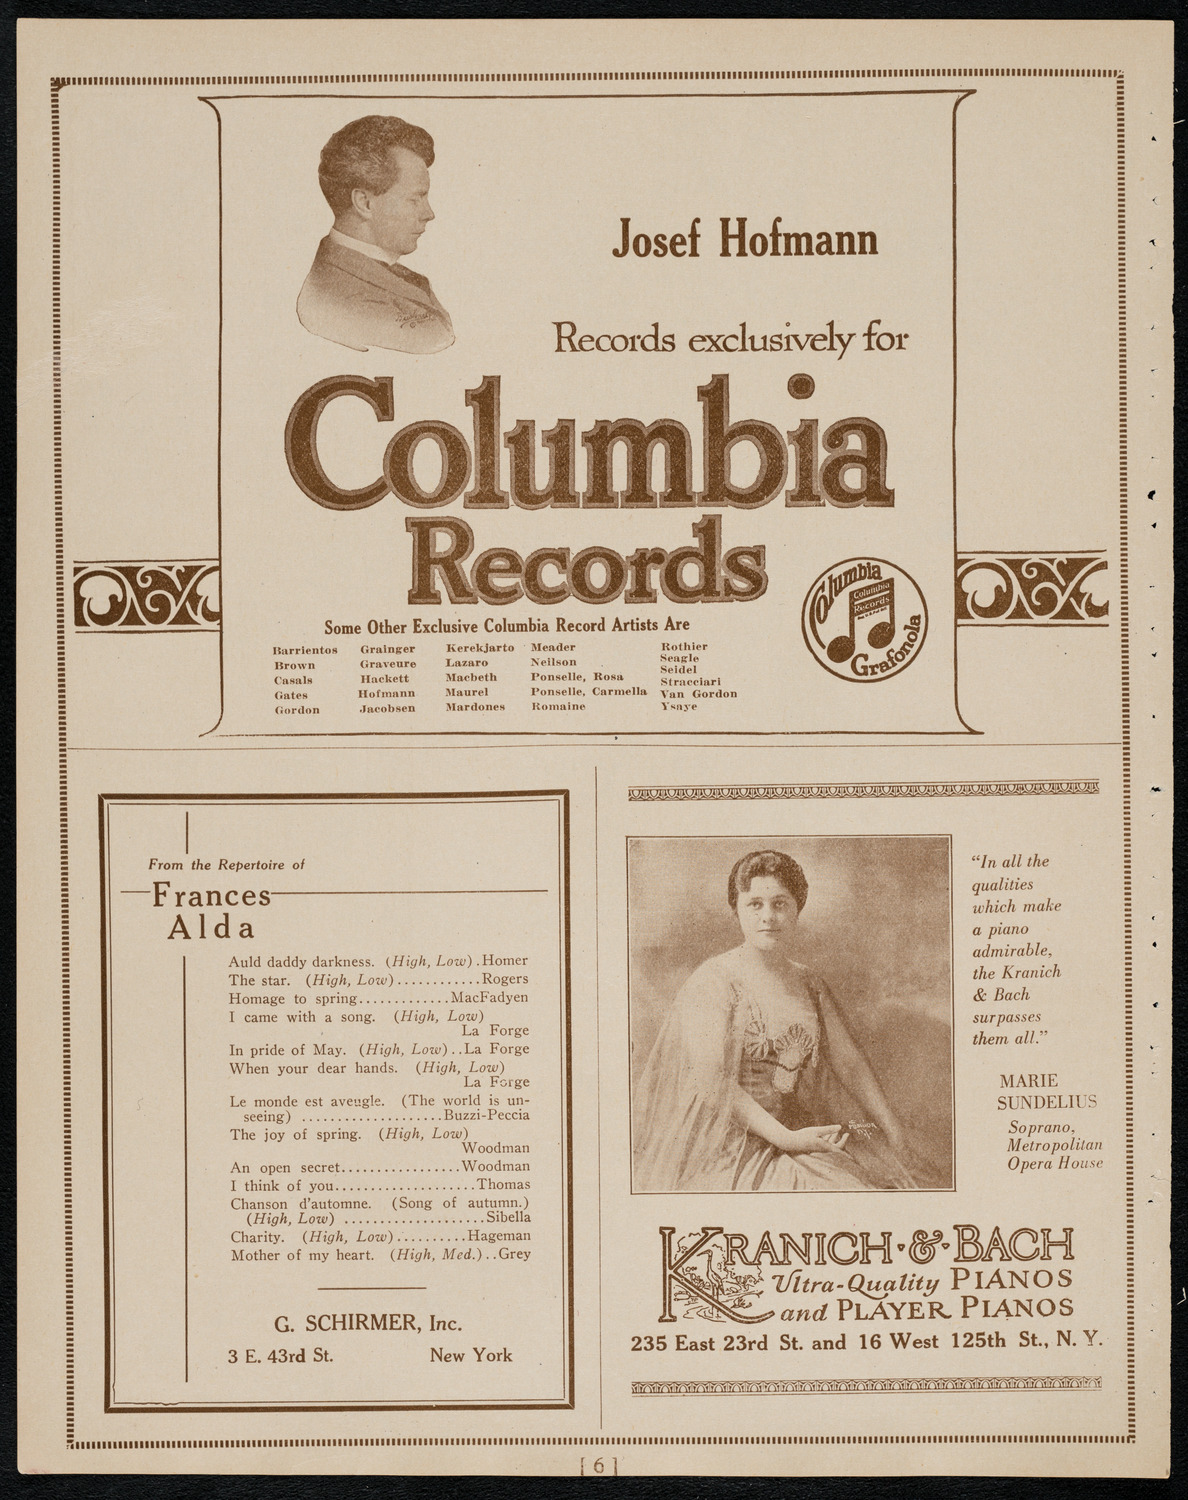 Josef Hofmann
Records exclusively for
Columbia
Records
Columbia
Columbia
Records
Grafonola
Some Other Exclusive Columbia Record Artists Are
Barrientos
Brown
Casals
Gates
Gordon
Grainger
Graveure
Hackett
Hofmann
Jacobsen
Kerekjarto
Lazaro
Macbeth
Maurel
Mardones
Meader
Neilson
Ponselle, Rosa
Ponselle, Carmella
Romaine
Rothier
Seagle
Seidel
Stracciari
Van Gordon
Ysaye
From the Repertoire of
Frances
Alda
Auld daddy darkness. (High, Low) . Homer
The star. (High, Low) ............ Rogers
Homage to spring.............MacFadyen
I came with a song. (High, Low)
La Forge
In pride of May. (High, Low) .. La Forge
When your dear hands. (High, Low)
La Forge
Le monde est aveugle. (The world is un-
seeing) ....................Buzzi-Peccia
The joy of spring. (High, Low)
Woodman
An open secret.................Woodman
I think of you....................Thomas
Chanson d'automne. (Song of autumn.)
(High, Low) ....................Sibella
Charity. (High, Low)..........Hageman
Mother of my heart. (High, Med.) .. Grey
G. SCHIRMER, Inc.
3 E. 43rd St. New York
"In all the
qualities
which make
a piano
admirable,
the Kranich
& Bach
surpasses
them all."
MARIE
SUNDELIUS
Soprano,
Metropolitan
Opera House
KRANICH·&·BACH
Ultra-Quality PIANOS
and PLAYER PIANOS
235 East 23rd St. and 16 West 125th St., N. Y.
[ 6 ]